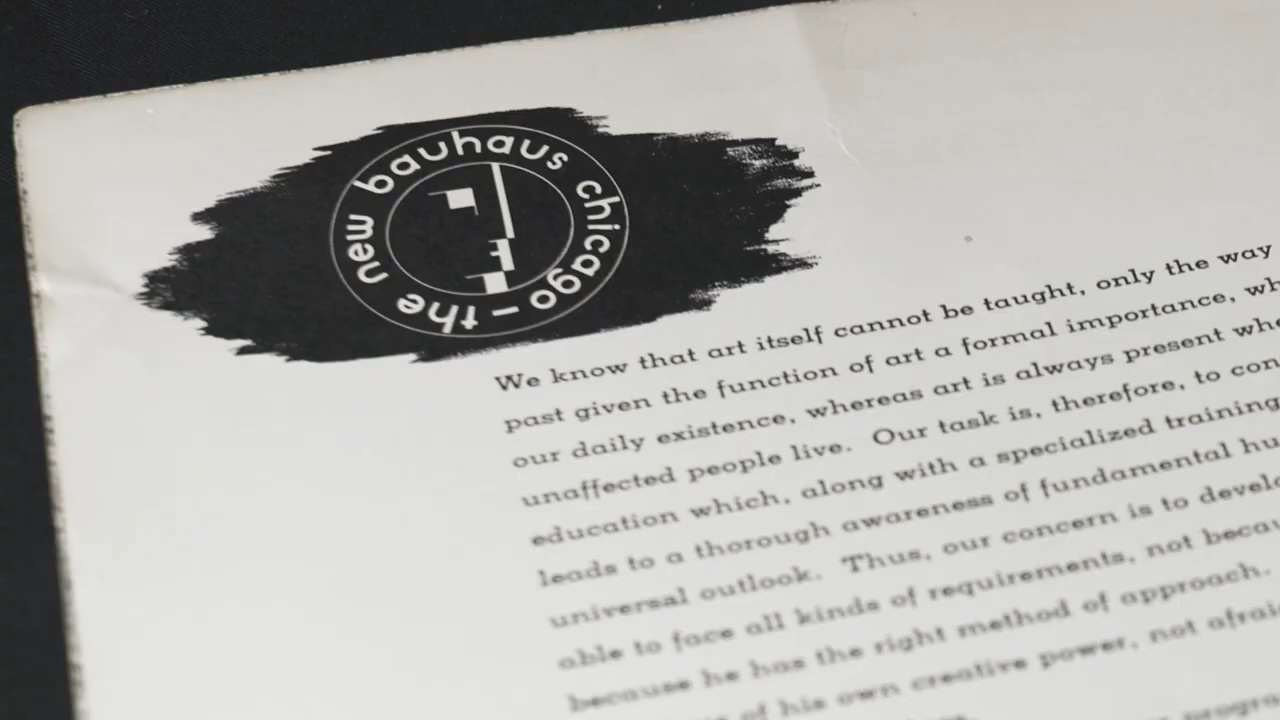 the new bauhaus chicago –
We know that art itself cannot be taught, only the way
past given the function of art a formal importance, wh
our daily existence, whereas art is always present whe
unaffected people live. Our task is, therefore, to con
education which, along with a specialized training
leads to a thorough awareness of fundamental hu
universal outlook. Thus, our concern is to develo
able to face all kinds of requirements, not becau
because he has the right method of approach.
of his own creative power, not afrai
progra